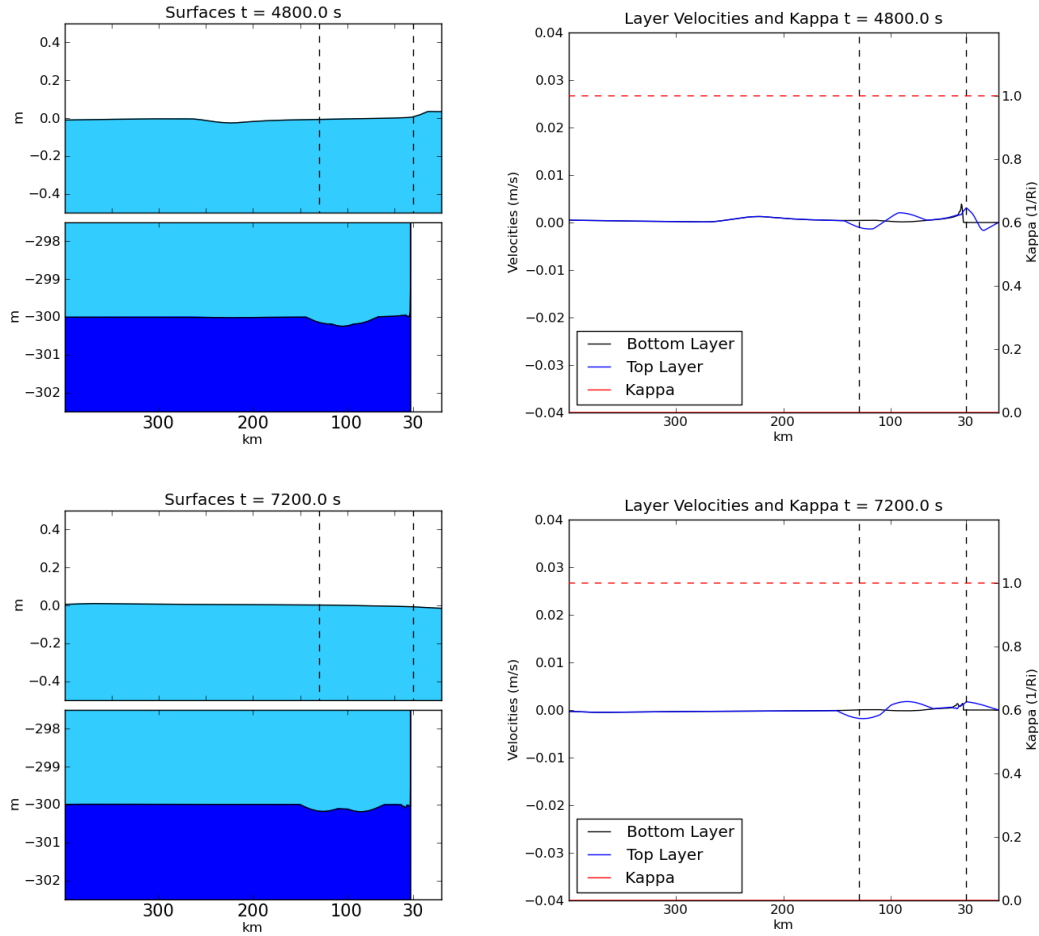 Surfaces t = 4800.0 s
0.4
0.2
0.0
−0.2
−0.4
m
−298
−299
−300
−301
−302
m
300 200 100 30
km
Layer Velocities and Kappa t = 4800.0 s
0.04
0.03
0.02
0.01
0.00
−0.01
−0.02
−0.03
−0.04
Velocities (m/s)
Bottom Layer
Top Layer
Kappa
1.0
0.8
0.6
0.4
0.2
0.0
Kappa (1/Ri)
300 200 100 30
km
Surfaces t = 7200.0 s
0.4
0.2
0.0
−0.2
−0.4
m
−298
−299
−300
−301
−302
m
300 200 100 30
km
Layer Velocities and Kappa t = 7200.0 s
0.04
0.03
0.02
0.01
0.00
−0.01
−0.02
−0.03
−0.04
Velocities (m/s)
Bottom Layer
Top Layer
Kappa
1.0
0.8
0.6
0.4
0.2
0.0
Kappa (1/Ri)
300 200 100 30
km